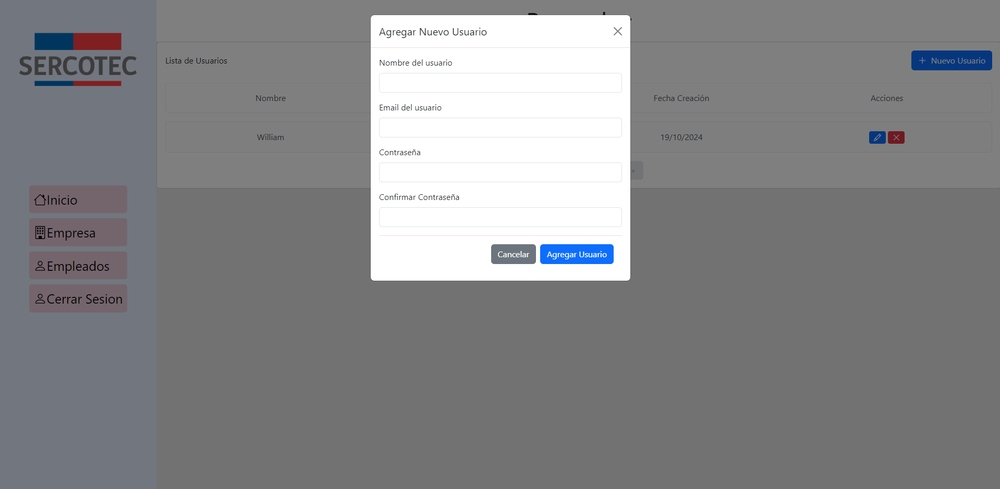 SERCOTEC
Inicio
Empresa
Empleados
Cerrar Sesion
Lista de Usuarios
+ Nuevo Usuario
Nombre
Fecha Creación
Acciones
William
19/10/2024
»
Agregar Nuevo Usuario
Nombre del usuario
Email del usuario
Contraseña
Confirmar Contraseña
Cancelar
Agregar Usuario